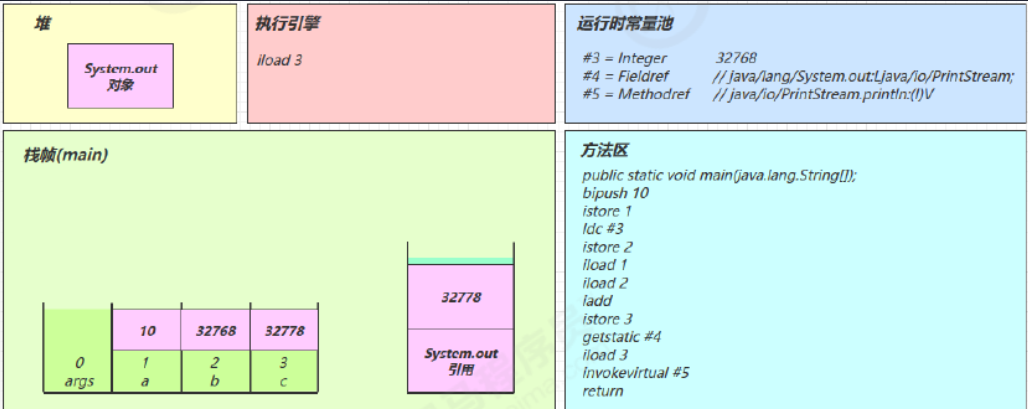 堆
System.out
对象
执行引擎
iload 3
运行时常量池
#3 = Integer 32768
#4 = Fieldref // java/lang/System.out:Ljava/io/PrintStream;
#5 = Methodref // java/io/PrintStream.println:(I)V
栈帧(main)
32778
System.out
引用
10 32768 32778
0 1 2 3
args a b c
方法区
public static void main(java.lang.String[]);
bipush 10
istore 1
ldc #3
istore 2
iload 1
iload 2
iadd
istore 3
getstatic #4
iload 3
invokevirtual #5
return